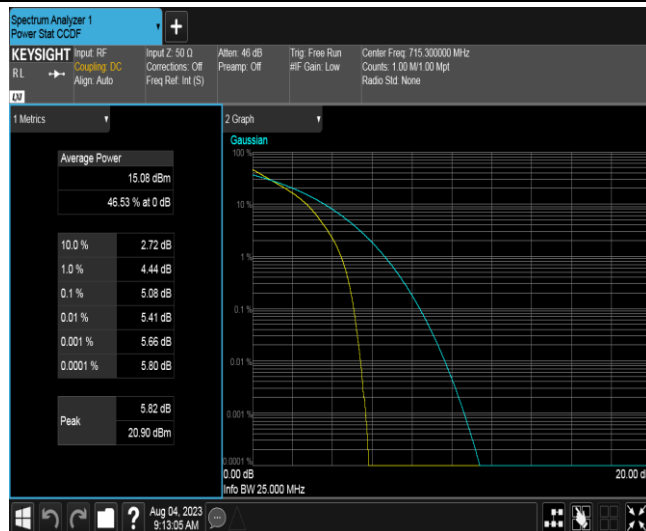 Spectrum Analyzer 1
Power Stat CCDF
+
KEYSIGHT
RL
Input: RF
Coupling: DC
Align: Auto
Input Z: 50 Ω
Corrections: Off
Freq Ref: Int (S)
Atten: 46 dB
Preamp: Off
Trig: Free Run
#IF Gain: Low
Center Freq: 715.300000 MHz
Counts: 1.00 M/1.00 Mpt
Radio Std: None
1 Metrics
Average Power
15.08 dBm
46.53 % at 0 dB
10.0 % 2.72 dB
1.0 % 4.44 dB
0.1 % 5.08 dB
0.01 % 5.41 dB
0.001 % 5.66 dB
0.0001 % 5.80 dB
Peak
5.82 dB
20.90 dBm
2 Graph
Gaussian
100 %
10 %
1 %
0.1 %
0.01 %
0.001 %
0.0001 %
0.00 dB
20.00 d
Info BW 25.000 MHz
?
Aug 04, 2023
9:13:05 AM